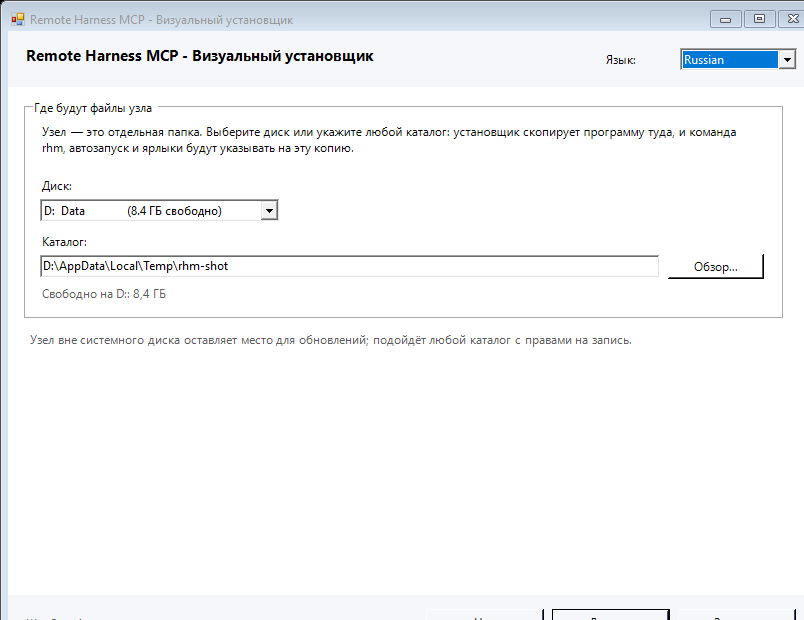 Remote Harness MCP - Визуальный установщик
Remote Harness MCP - Визуальный установщик
Язык:
Russian
Где будут файлы узла
Узел — это отдельная папка. Выберите диск или укажите любой каталог: установщик скопирует программу туда, и команда
rhm, автозапуск и ярлыки будут указывать на эту копию.
Диск:
D: Data (8.4 ГБ свободно)
Каталог:
D:\AppData\Local\Temp\rhm-shot
Обзор...
Свободно на D:: 8,4 ГБ
Узел вне системного диска оставляет место для обновлений; подойдёт любой каталог с правами на запись.